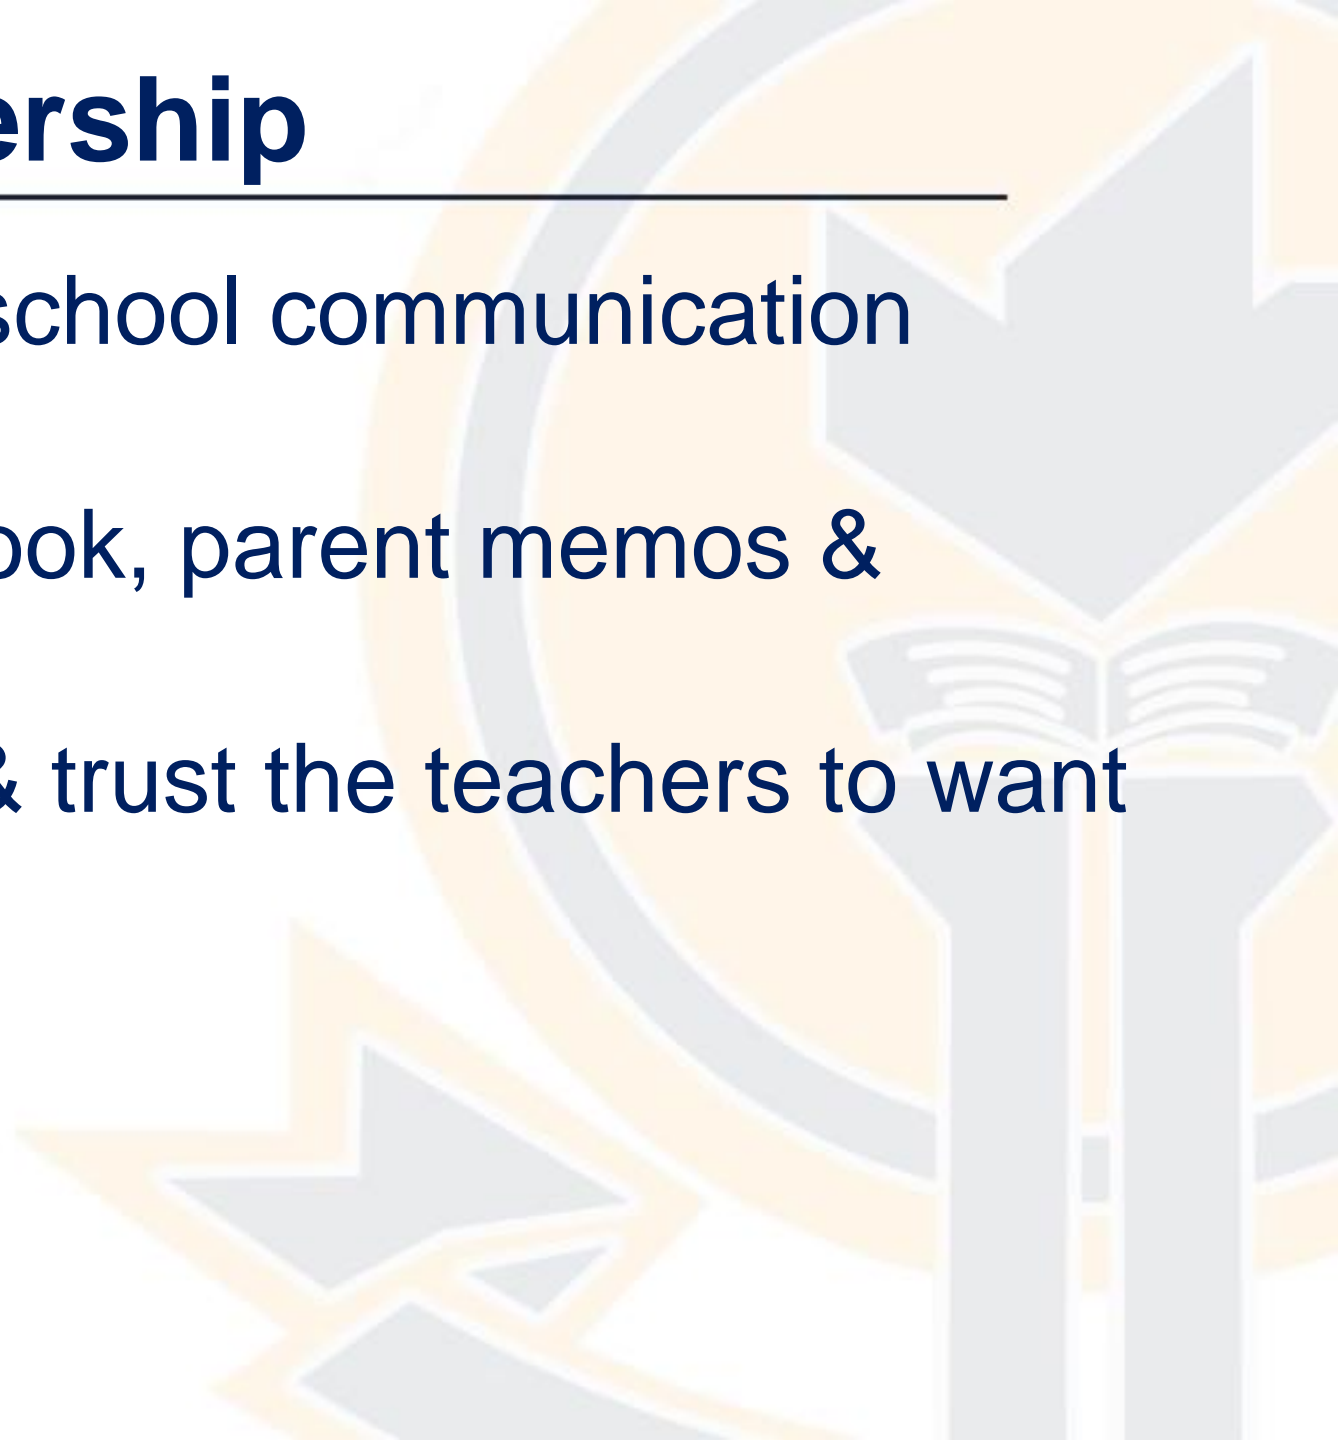 ership
school communication
ook, parent memos &
& trust the teachers to want